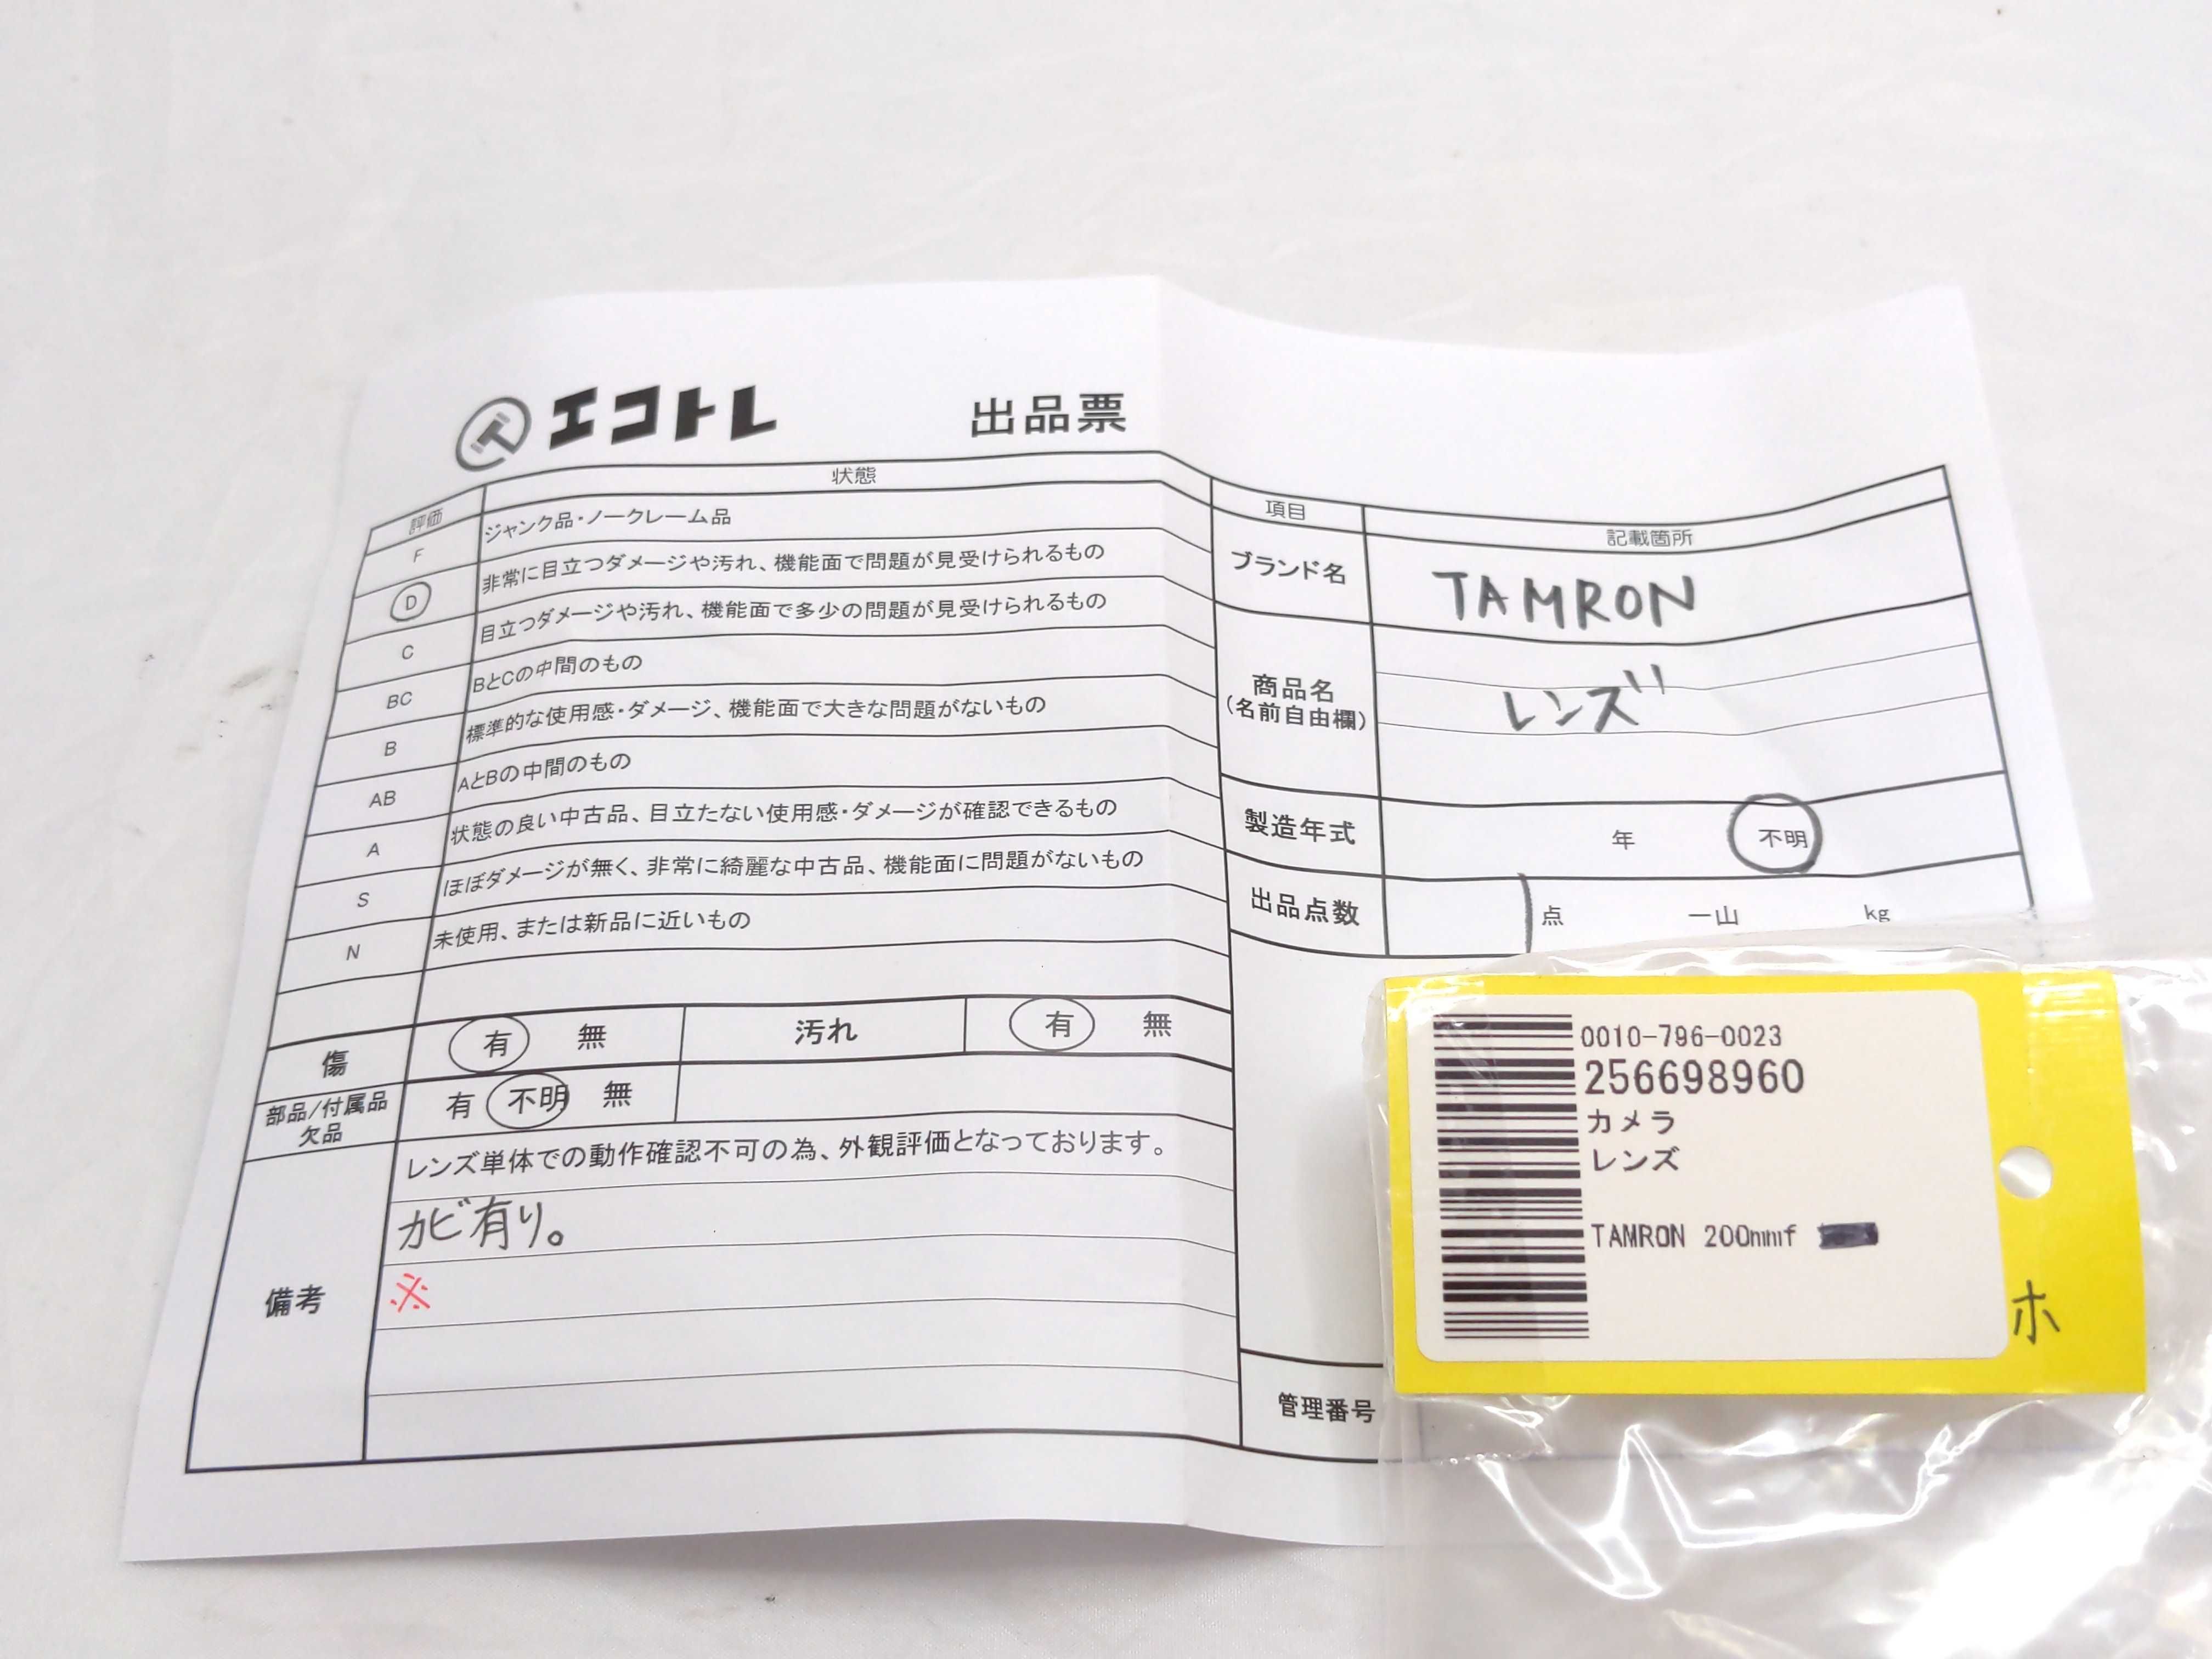 エコトレ 出品票
評価 状態
F ジャンク品・ノークレーム品
D 非常に目立つダメージや汚れ、機能面で問題が見受けられるもの
C 目立つダメージや汚れ、機能面で多少の問題が見受けられるもの
BC BとCの中間のもの
B 標準的な使用感・ダメージ、機能面で大きな問題がないもの
AB AとBの中間のもの
A 状態の良い中古品、目立たない使用感・ダメージが確認できるもの
S ほぼダメージが無く、非常に綺麗な中古品、機能面に問題がないもの
N 未使用、または新品に近いもの
傷 有 無 汚れ 有 無
部品/付属品
欠品 有 不明 無
備考
レンズ単体での動作確認不可の為、外観評価となっております。
カビ有り。
※
項目 記載箇所
ブランド名 TAMRON
商品名
(名前自由欄) レンズ
製造年式 年 不明
出品点数 1 点 一山 kg
管理番号
0010-796-0023
256698960
カメラ
レンズ
TAMRON 200mmf
ホ